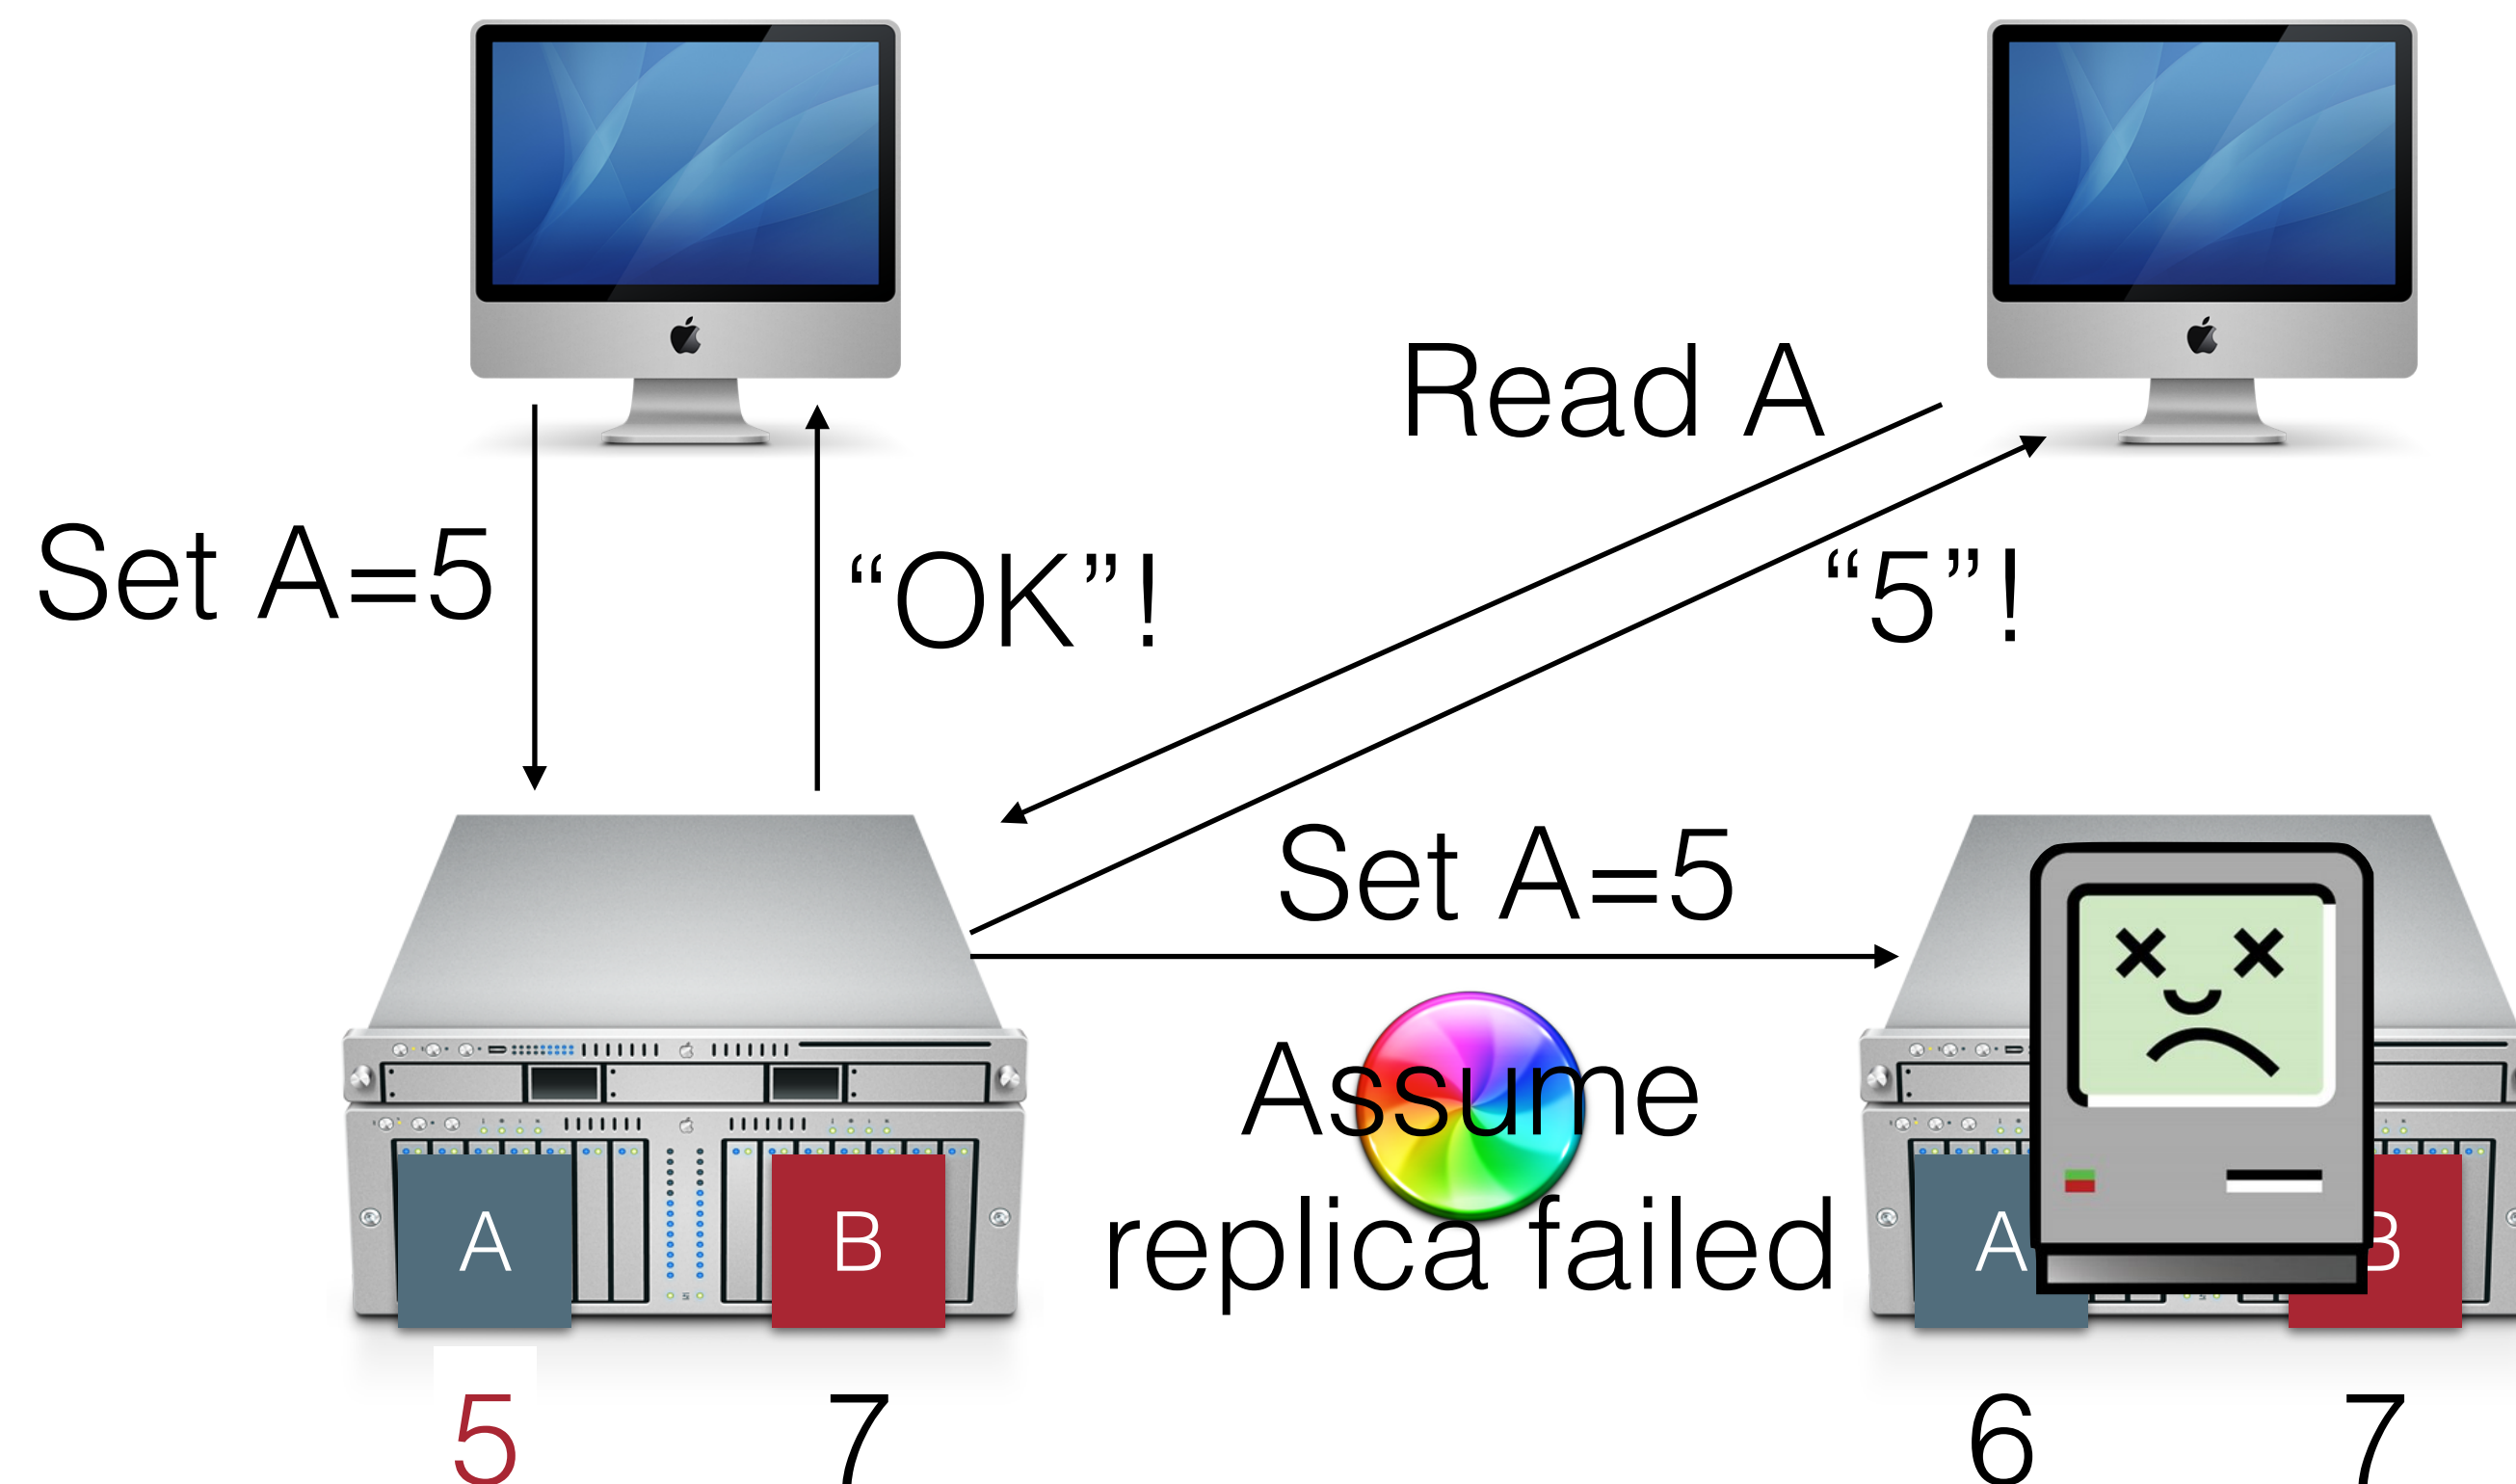 Read A
Set A=5
“OK”!
“5”!
Set A=5
Assume
replica failed
A
B
A
B
5
7
6
7